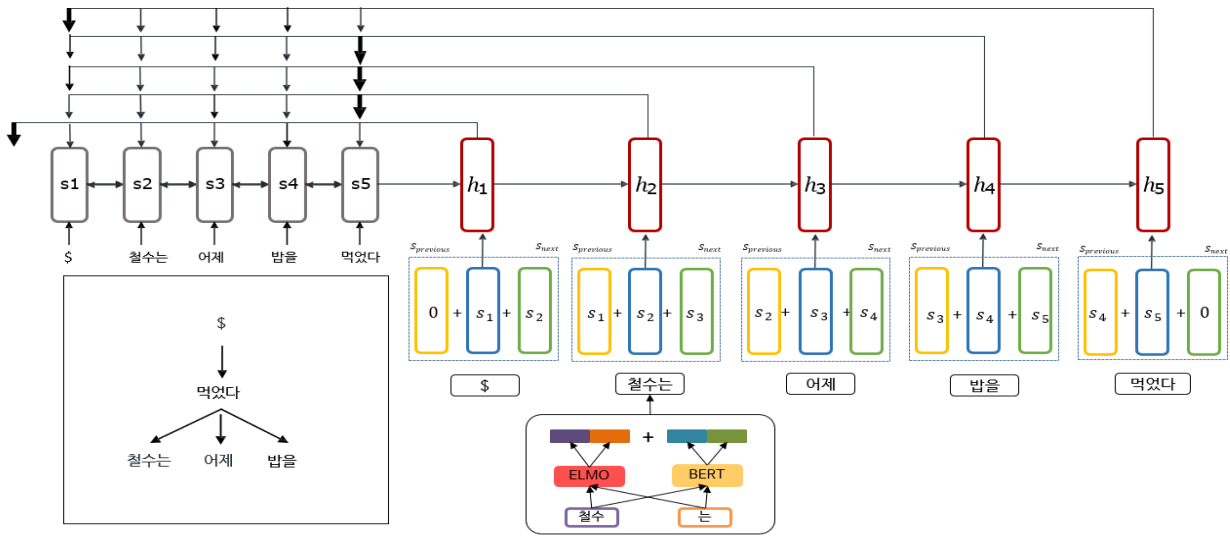 s1 s2 s3 s4 s5 h₁ h₂ h₃ h₄ h₅
$ 철수는 어제 밥을 먹었다
s_previous s_next s_previous s_next s_previous s_next s_previous s_next s_previous s_next
0 + s₁ + s₂ s₁ + s₂ + s₃ s₂ + s₃ + s₄ s₃ + s₄ + s₅ s₄ + s₅ + 0
$ 철수는 어제 밥을 먹었다
$
먹었다
철수는 어제 밥을
+
ELMO BERT
철수 는